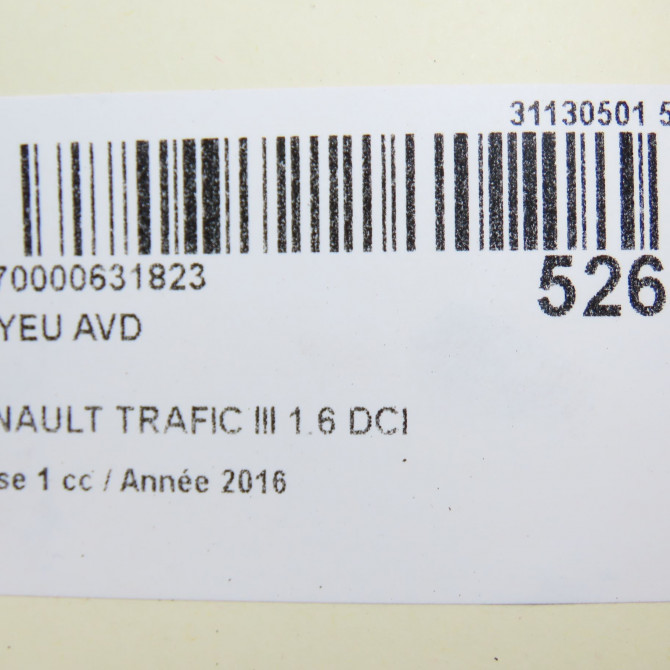 31130501 5
70000631823
526
YEU AVD
NAULT TRAFIC III 1.6 DCI
se 1 cc / Année 2016